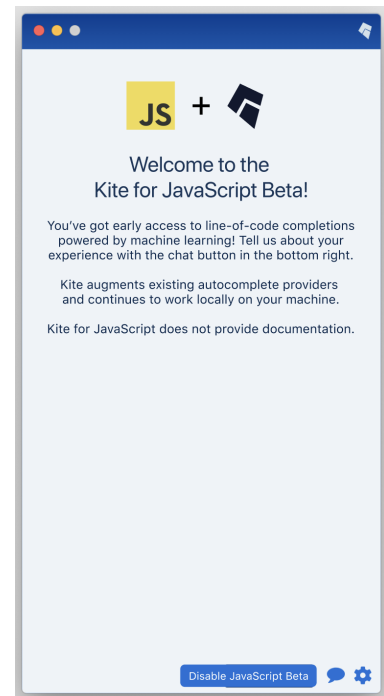 JS +
Welcome to the
Kite for JavaScript Beta!
You've got early access to line-of-code completions
powered by machine learning! Tell us about your
experience with the chat button in the bottom right.
Kite augments existing autocomplete providers
and continues to work locally on your machine.
Kite for JavaScript does not provide documentation.
Disable JavaScript Beta